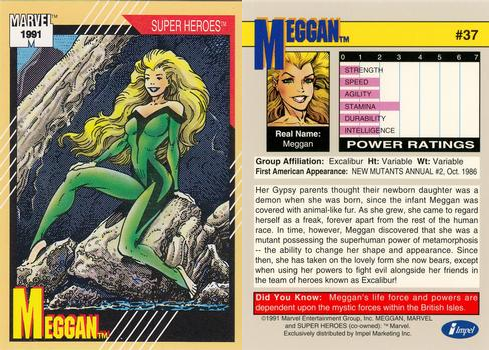 MARVEL
1991
M
SUPER HEROES™
MEGGAN™
MEGGAN™
#37
0 1 2 3 4 5 6 7
STRENGTH
SPEED
AGILITY
STAMINA
DURABILITY
INTELLIGENCE
Real Name:
Meggan
POWER RATINGS
Group Affiliation: Excalibur Ht: Variable Wt: Variable
First American Appearance: NEW MUTANTS ANNUAL #2, Oct. 1986
Her Gypsy parents thought their newborn daughter was a
demon when she was born, since the infant Meggan was
covered with animal-like fur. As she grew, she came to regard
herself as a freak, forever apart from the rest of the human
race. In time, however, Meggan discovered that she was a
mutant possessing the superhuman power of metamorphosis
-- the ability to change her shape and appearance. Since
then, she has taken on the lovely form she now bears, except
when using her powers to fight evil alongside her friends in
the team of heroes known as Excalibur!
Did You Know: Meggan's life force and powers are
dependent upon the mystic forces within the British Isles.
©1991 Marvel Entertainment Group, Inc. MEGGAN, MARVEL
and SUPER HEROES (co-owned): ™ Marvel.
Exclusively distributed by Impel Marketing Inc.
impel